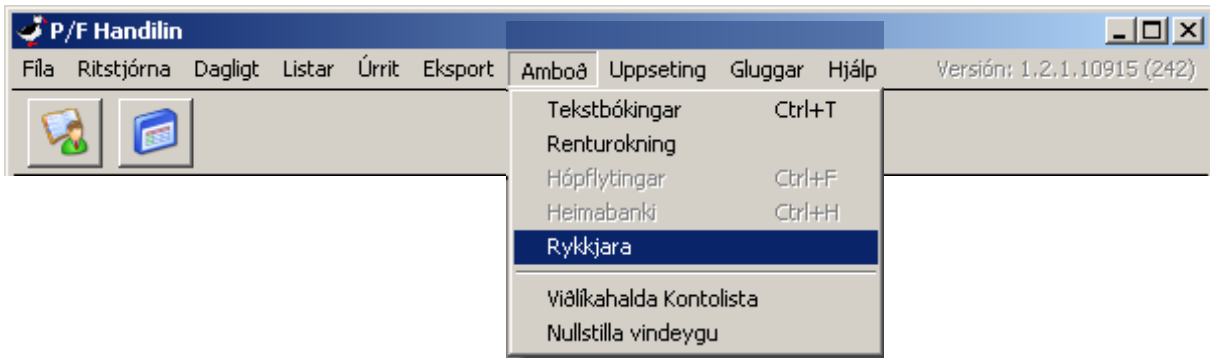 P/F Handilin
Fíla Ritstjórna Dagligt Listar Úrrit Eksport Amboð Uppseting Gluggar Hjálp Versión: 1.2.1.10915 (242)
Tekstbókingar Ctrl+T
Renturokning
Hópflytingar Ctrl+F
Heimabanki Ctrl+H
Rykkjara
Viðlíkahalda Kontolista
Nullstilla vindeygu